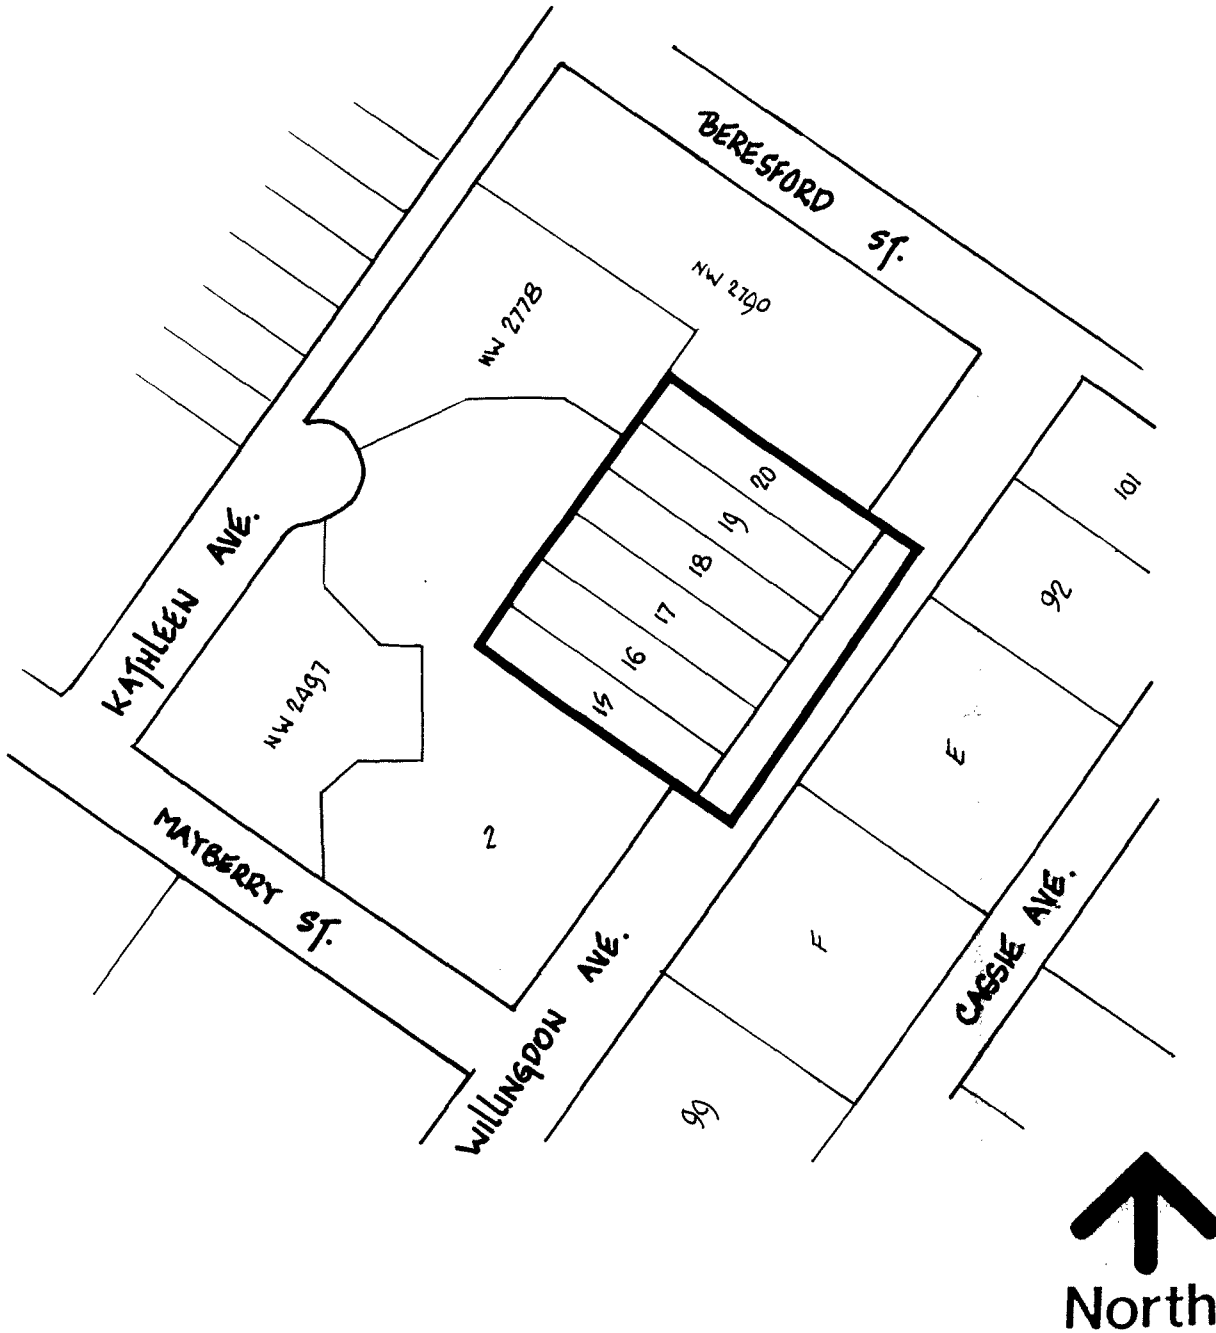 BERESFORD ST.
NW 2790
NW 2778
20
19
18
17
16
15
101
92
KATHLEEN AVE.
NW 2497
E
2
MAYBERRY ST.
F
CASSIE AVE.
WILLINGDON AVE.
99
North